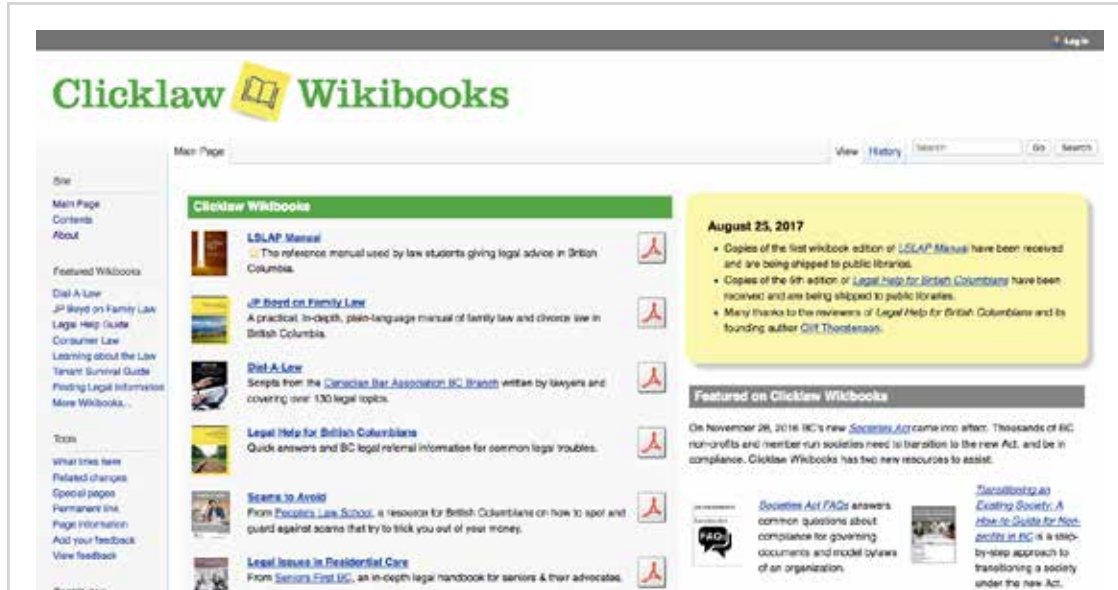 Log in
Clicklaw Wikibooks
Main Page
View History Search Go Search
Site
Main Page
Contents
About
Featured Wikibooks
Dial-A-Law
JP Boyd on Family Law
Legal Help Guide
Consumer Law
Learning about the Law
Tenant Survival Guide
Finding Legal Information
More Wikibooks...
Tools
What links here
Related changes
Special pages
Permanent link
Page information
Add your feedback
View feedback
Clicklaw Wikibooks
LSLAP Manual
The reference manual used by law students giving legal advice in British
Columbia.
JP Boyd on Family Law
A practical, in-depth, plain-language manual of family law and divorce law in
British Columbia.
Dial-A-Law
Scripts from the Canadian Bar Association BC Branch written by lawyers and
covering over 130 legal topics.
Legal Help for British Columbians
Quick answers and BC legal referral information for common legal troubles.
Scams to Avoid
From People's Law School, a resource for British Columbians on how to spot and
guard against scams that try to trick you out of your money.
Legal Issues in Residential Care
From Seniors First BC, an in-depth legal handbook for seniors & their advocates.
August 25, 2017
• Copies of the first wikibook edition of LSLAP Manual have been received
and are being shipped to public libraries.
• Copies of the 6th edition of Legal Help for British Columbians have been
received and are being shipped to public libraries.
• Many thanks to the reviewers of Legal Help for British Columbians and its
founding author Cliff Thorstenson.
Featured on Clicklaw Wikibooks
On November 28, 2016 BC's new Societies Act came into effect. Thousands of BC
non-profits and member-run societies need to transition to the new Act, and be in
compliance. Clicklaw Wikibooks has two new resources to assist.
FAQs
Societies Act FAQs answers
common questions about
compliance for governing
documents and model bylaws
of an organization.
Transitioning an
Existing Society: A
How-to Guide for Non-
profits in BC is a step-
by-step approach to
transitioning a society
under the new Act.